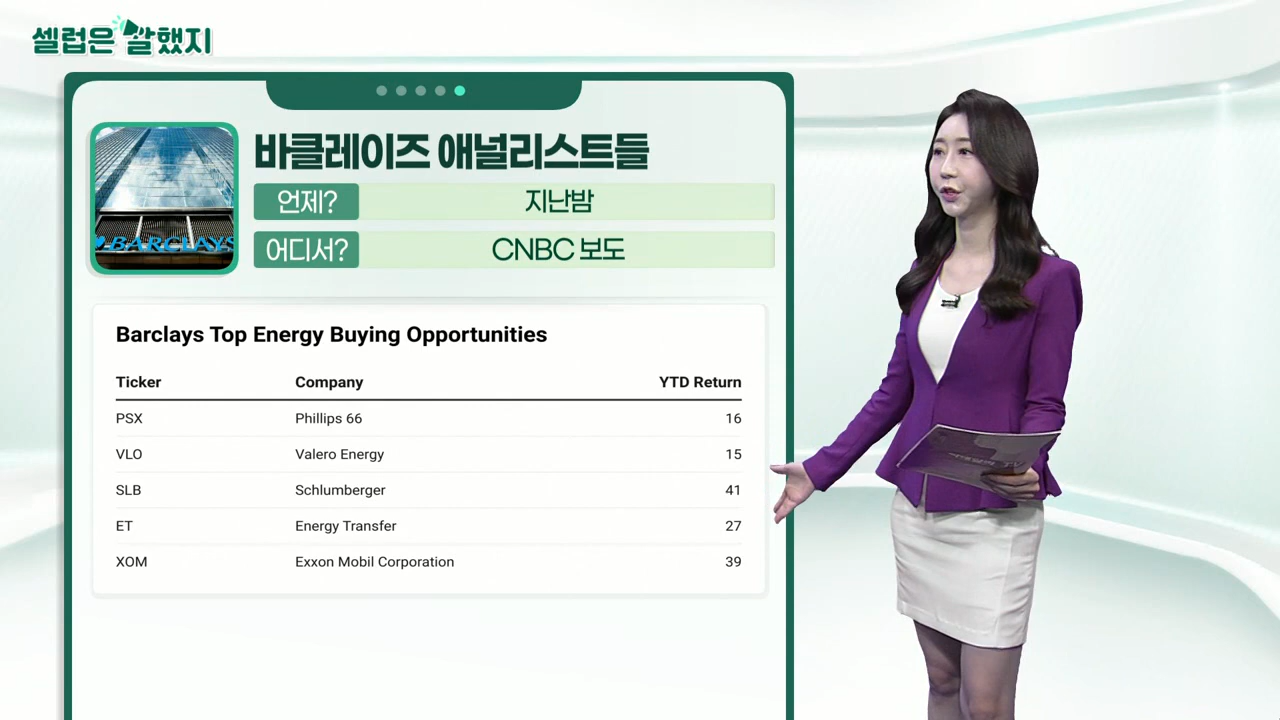 셀럽은 말했지
바클레이즈 애널리스트들
언제? 지난밤
어디서? CNBC 보도
BARCLAYS
Barclays Top Energy Buying Opportunities
Ticker Company YTD Return
PSX Phillips 66 16
VLO Valero Energy 15
SLB Schlumberger 41
ET Energy Transfer 27
XOM Exxon Mobil Corporation 39